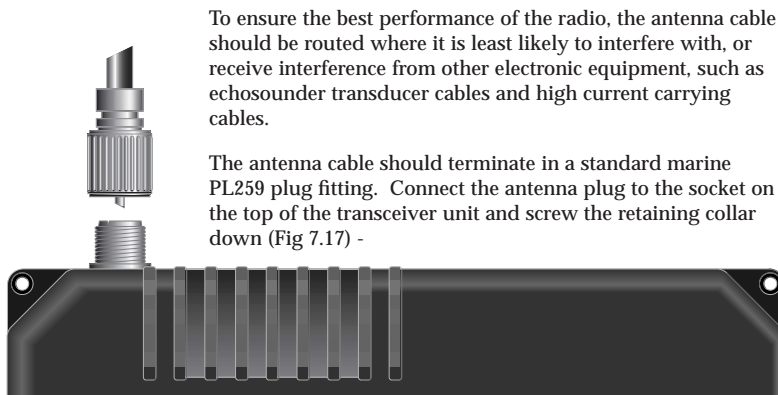 To ensure the best performance of the radio, the antenna cable
should be routed where it is least likely to interfere with, or
receive interference from other electronic equipment, such as
echosounder transducer cables and high current carrying
cables.
The antenna cable should terminate in a standard marine
PL259 plug fitting.  Connect the antenna plug to the socket on
the top of the transceiver unit and screw the retaining collar
down (Fig 7.17) -